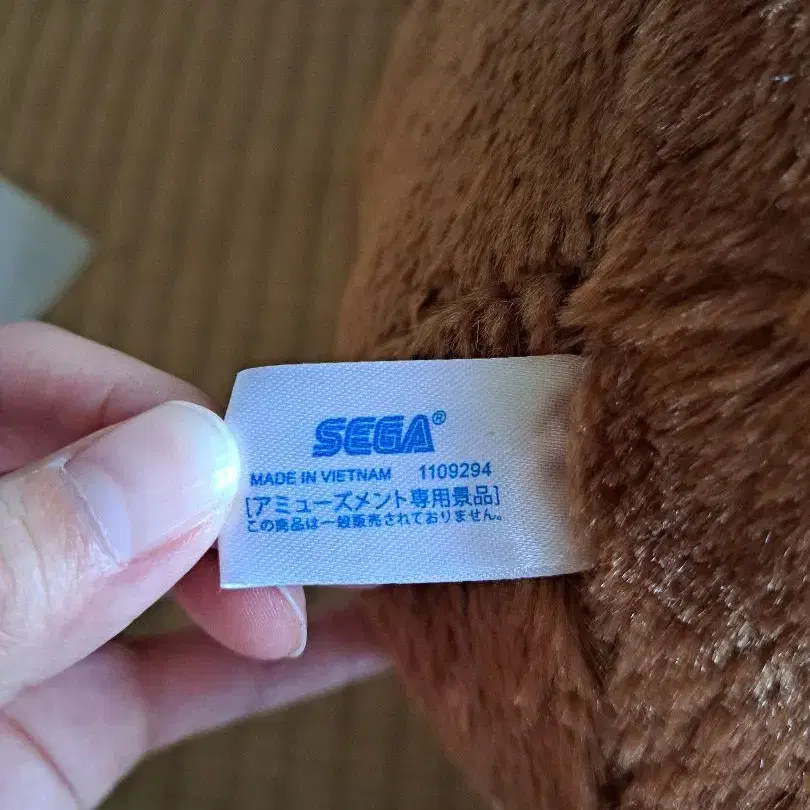 SEGA®
MADE IN VIETNAM 1109294
[アミューズメント専用景品]
この商品は一般販売されておりません。